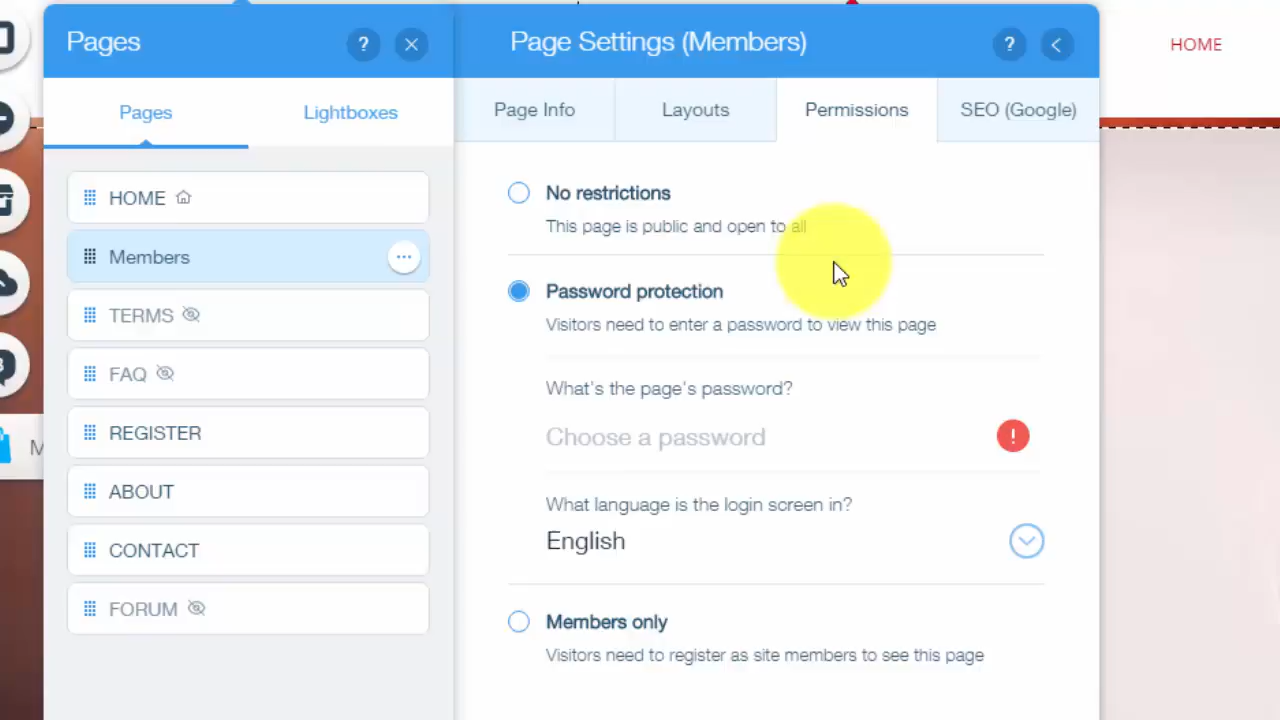 Pages
?
Page Settings (Members)
?
HOME
Pages
Lightboxes
Page Info
Layouts
Permissions
SEO (Google)
HOME
Members
TERMS
FAQ
REGISTER
ABOUT
CONTACT
FORUM
No restrictions
This page is public and open to all
Password protection
Visitors need to enter a password to view this page
What's the page's password?
Choose a password
!
What language is the login screen in?
English
Members only
Visitors need to register as site members to see this page
M